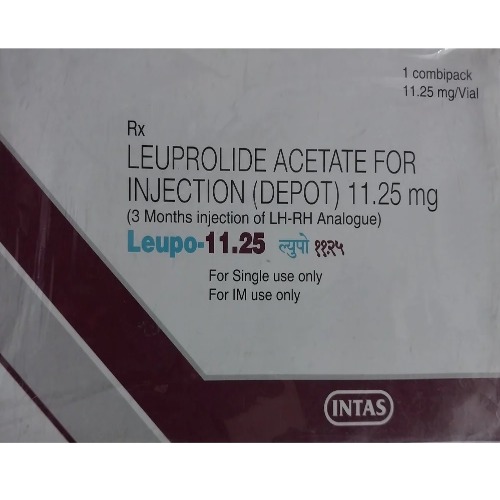 1 combipack
11.25 mg/Vial
Rx
LEUPROLIDE ACETATE FOR
INJECTION (DEPOT) 11.25 mg
(3 Months injection of LH-RH Analogue)
Leupo-11.25 ल्युपो ११.२५
For Single use only
For IM use only
INTAS